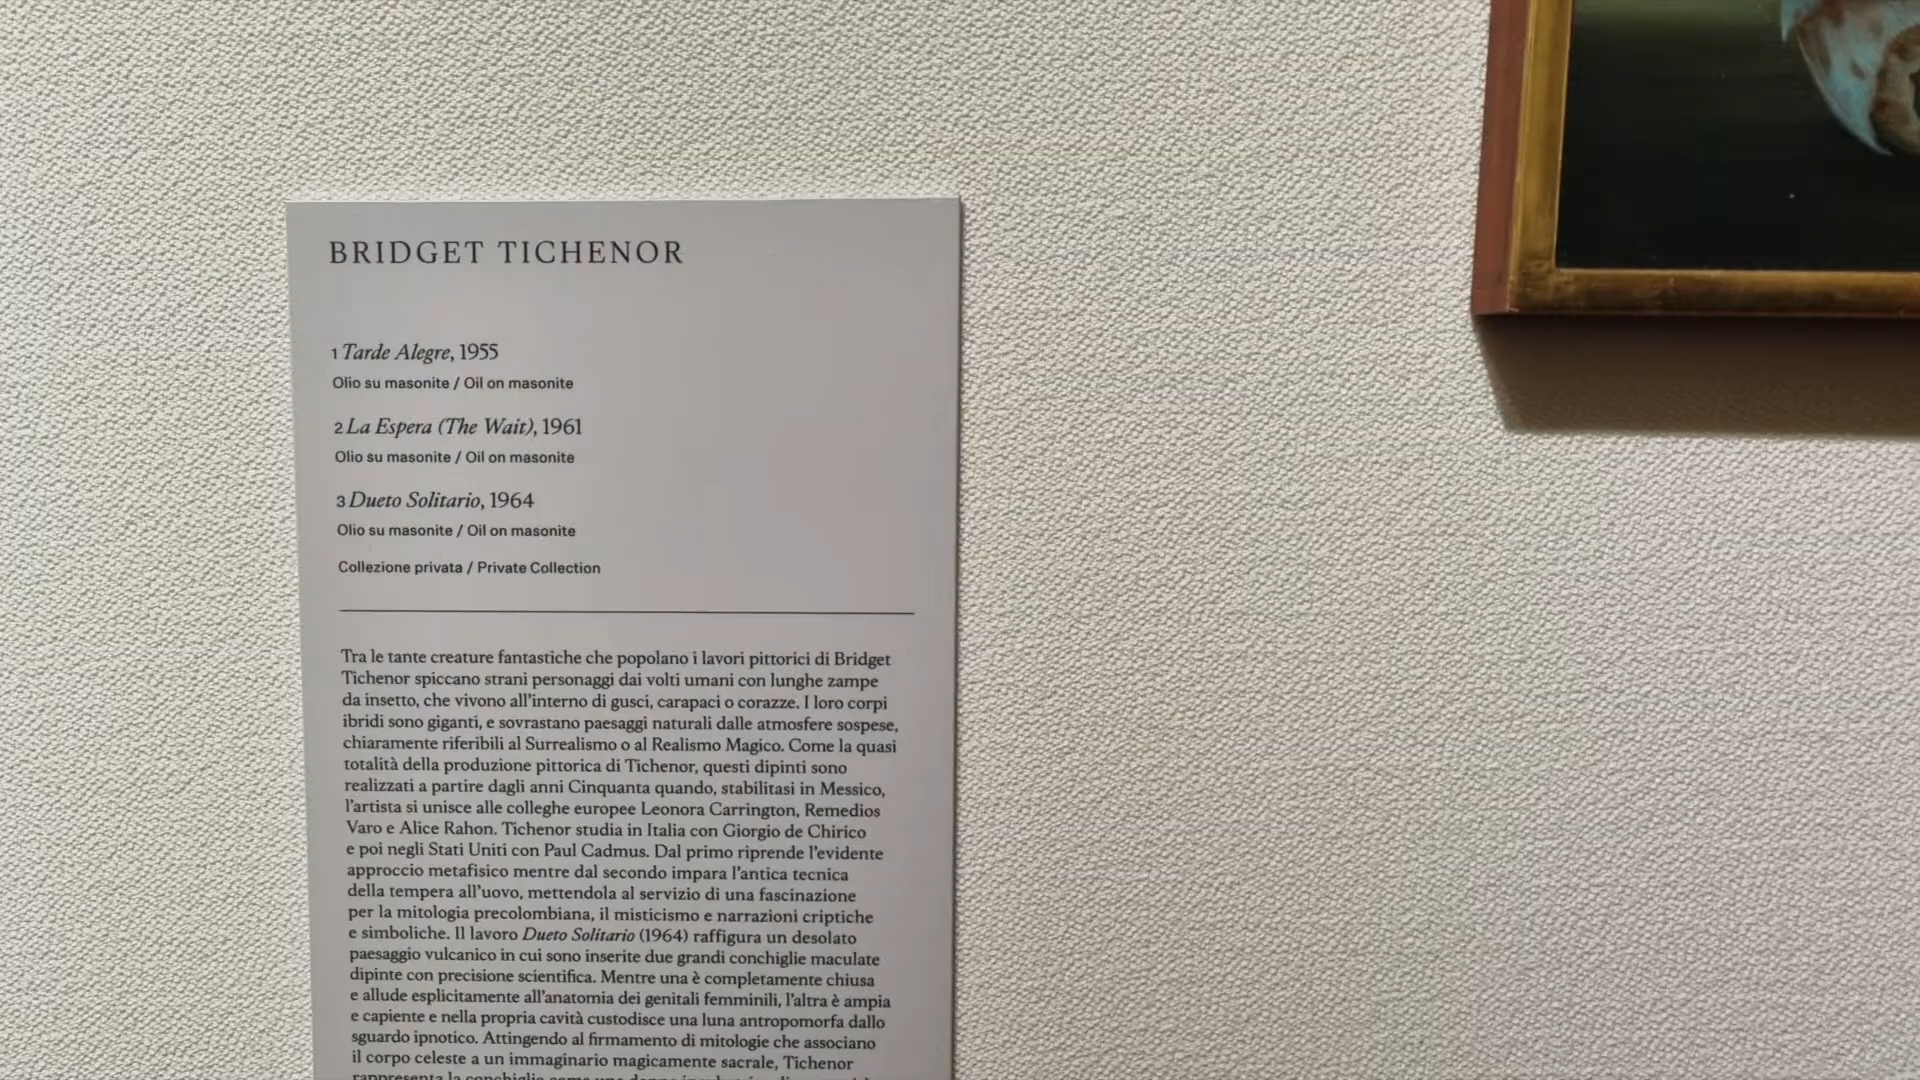 BRIDGET TICHENOR
1 Tarde Alegre, 1955
Olio su masonite / Oil on masonite
2 La Espera (The Wait), 1961
Olio su masonite / Oil on masonite
3 Dueto Solitario, 1964
Olio su masonite / Oil on masonite
Collezione privata / Private Collection
Tra le tante creature fantastiche che popolano i lavori pittorici di Bridget
Tichenor spiccano strani personaggi dai volti umani con lunghe zampe
da insetto, che vivono all'interno di gusci, carapaci o corazze. I loro corpi
ibridi sono giganti, e sovrastano paesaggi naturali dalle atmosfere sospese,
chiaramente riferibili al Surrealismo o al Realismo Magico. Come la quasi
totalità della produzione pittorica di Tichenor, questi dipinti sono
realizzati a partire dagli anni Cinquanta quando, stabilitasi in Messico,
l'artista si unisce alle colleghe europee Leonora Carrington, Remedios
Varo e Alice Rahon. Tichenor studia in Italia con Giorgio de Chirico
e poi negli Stati Uniti con Paul Cadmus. Dal primo riprende l'evidente
approccio metafisico mentre dal secondo impara l'antica tecnica
della tempera all'uovo, mettendola al servizio di una fascinazione
per la mitologia precolombiana, il misticismo e narrazioni criptiche
e simboliche. Il lavoro Dueto Solitario (1964) raffigura un desolato
paesaggio vulcanico in cui sono inserite due grandi conchiglie maculate
dipinte con precisione scientifica. Mentre una è completamente chiusa
e allude esplicitamente all'anatomia dei genitali femminili, l'altra è ampia
e capiente e nella propria cavità custodisce una luna antropomorfa dallo
sguardo ipnotico. Attingendo al firmamento di mitologie che associano
il corpo celeste a un immaginario magicamente sacrale, Tichenor
rappresenta la conchiglia come una donna